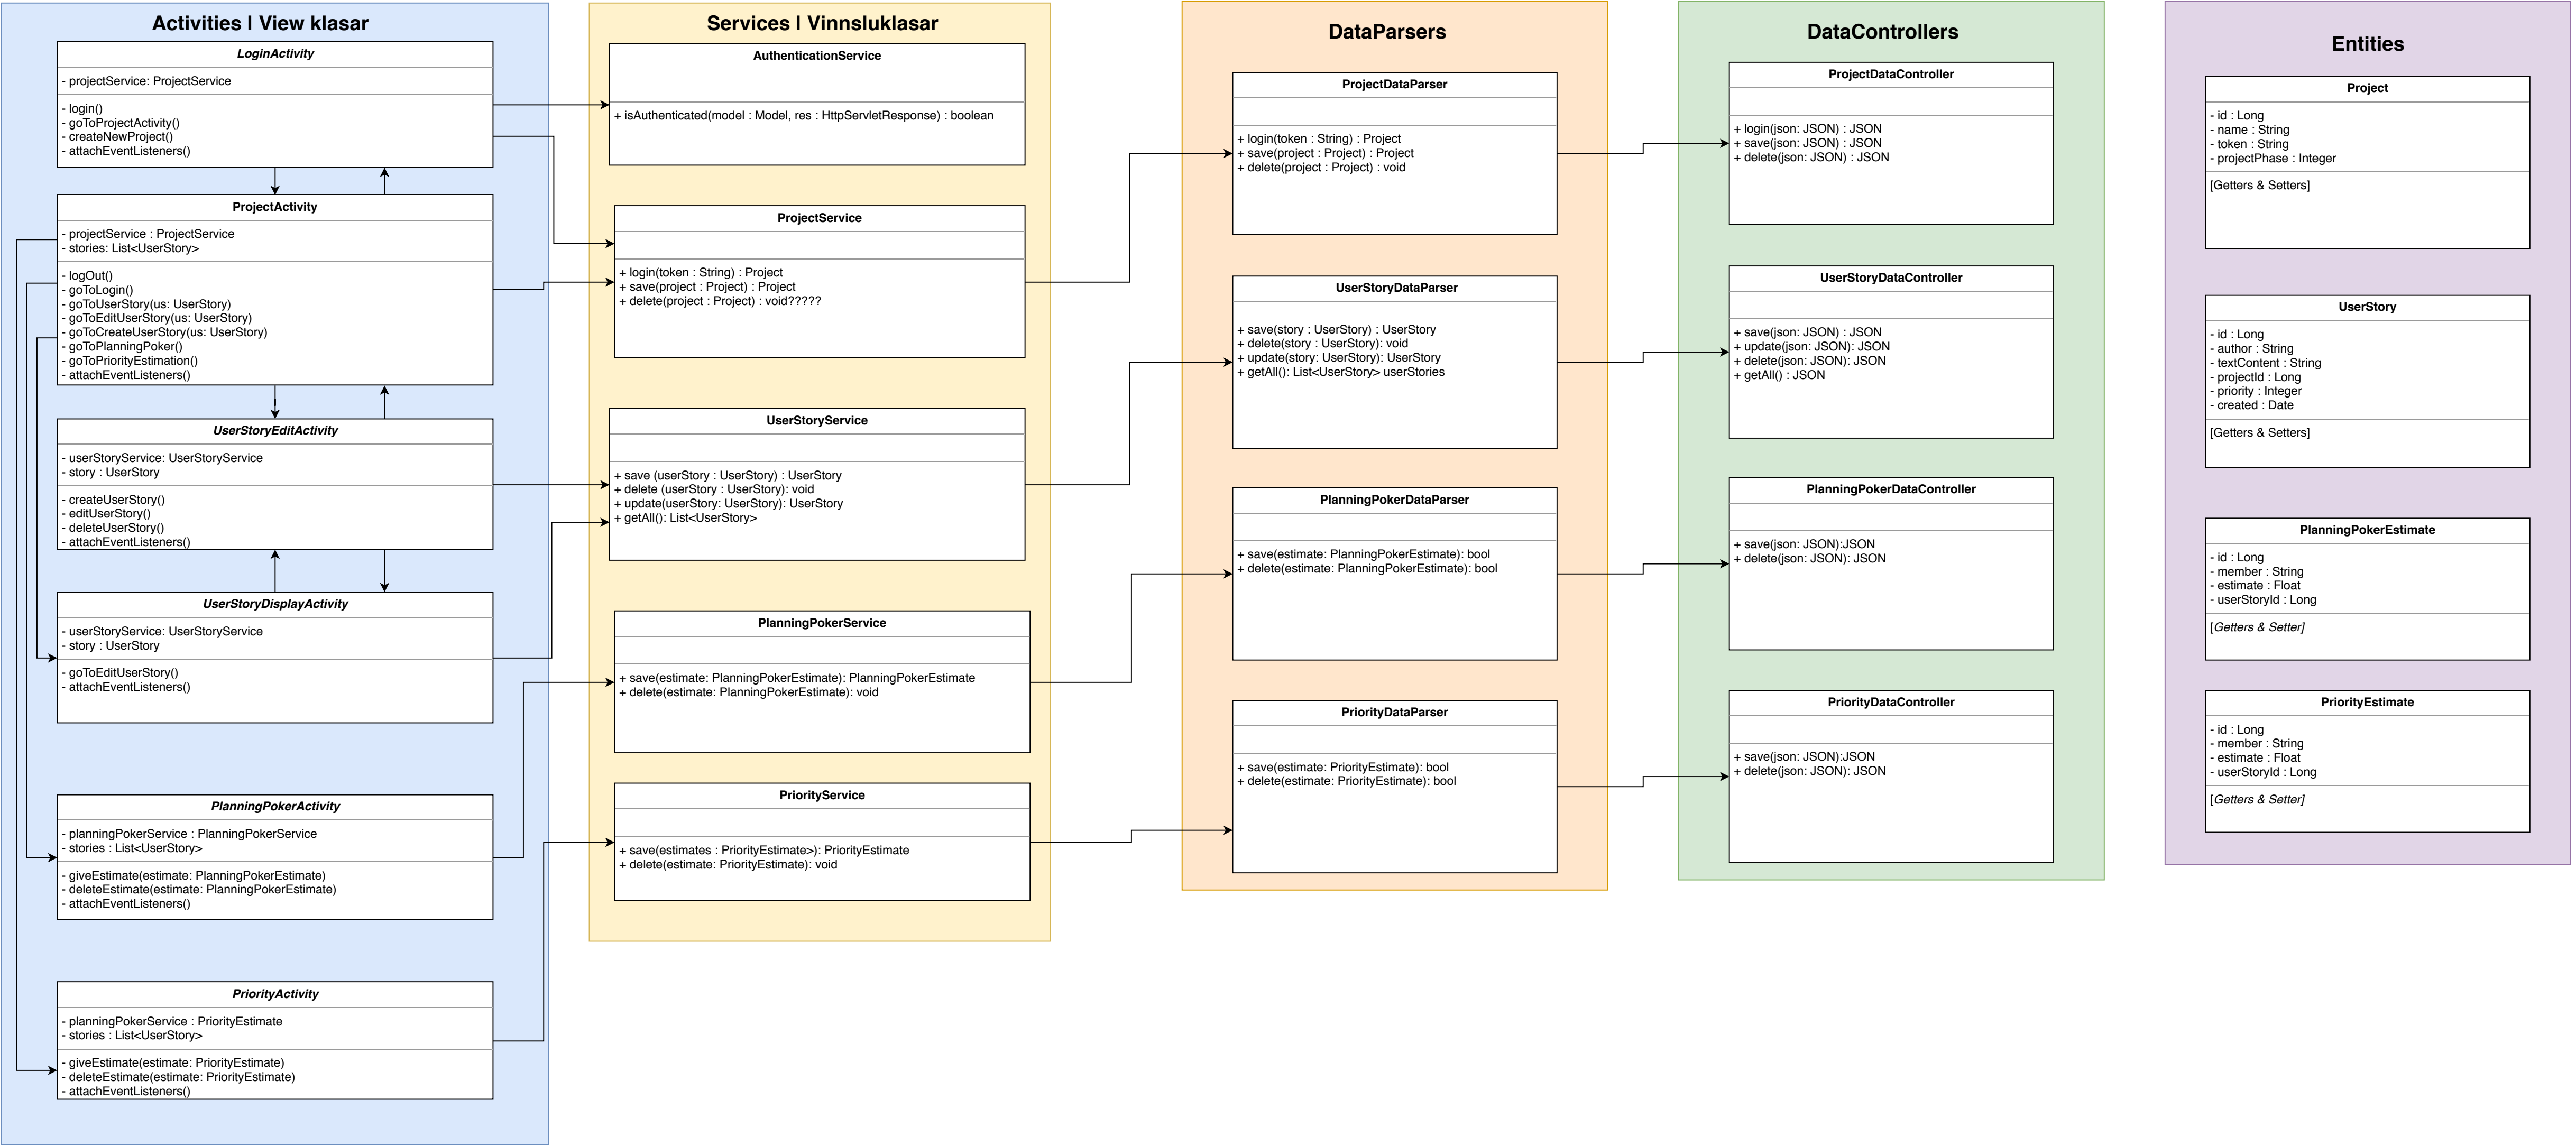 Activities | View klasar
LoginActivity
- projectService: ProjectService
- login()
- goToProjectActivity()
- createNewProject()
- attachEventListeners()
ProjectActivity
- projectService : ProjectService
- stories: List<UserStory>
- logOut()
- goToLogin()
- goToUserStory(us: UserStory)
- goToEditUserStory(us: UserStory)
- goToCreateUserStory(us: UserStory)
- goToPlanningPoker()
- goToPriorityEstimation()
- attachEventListeners()
UserStoryEditActivity
- userStoryService: UserStoryService
- story : UserStory
- createUserStory()
- editUserStory()
- deleteUserStory()
- attachEventListeners()
UserStoryDisplayActivity
- userStoryService: UserStoryService
- story : UserStory
- goToEditUserStory()
- attachEventListeners()
PlanningPokerActivity
- planningPokerService : PlanningPokerService
- stories : List<UserStory>
- giveEstimate(estimate: PlanningPokerEstimate)
- deleteEstimate(estimate: PlanningPokerEstimate)
- attachEventListeners()
PriorityActivity
- planningPokerService : PriorityEstimate
- stories : List<UserStory>
- giveEstimate(estimate: PriorityEstimate)
- deleteEstimate(estimate: PriorityEstimate)
- attachEventListeners()
Services | Vinnsluklasar
AuthenticationService
+ isAuthenticated(model : Model, res : HttpServletResponse) : boolean
ProjectService
+ login(token : String) : Project
+ save(project : Project) : Project
+ delete(project : Project) : void?????
UserStoryService
+ save (userStory : UserStory) : UserStory
+ delete (userStory : UserStory): void
+ update(userStory: UserStory): UserStory
+ getAll(): List<UserStory>
PlanningPokerService
+ save(estimate: PlanningPokerEstimate): PlanningPokerEstimate
+ delete(estimate: PlanningPokerEstimate): void
PriorityService
+ save(estimates : PriorityEstimate>): PriorityEstimate
+ delete(estimate: PriorityEstimate): void
DataParsers
ProjectDataParser
+ login(token : String) : Project
+ save(project : Project) : Project
+ delete(project : Project) : void
UserStoryDataParser
+ save(story : UserStory) : UserStory
+ delete(story : UserStory): void
+ update(story: UserStory): UserStory
+ getAll(): List<UserStory> userStories
PlanningPokerDataParser
+ save(estimate: PlanningPokerEstimate): bool
+ delete(estimate: PlanningPokerEstimate): bool
PriorityDataParser
+ save(estimate: PriorityEstimate): bool
+ delete(estimate: PriorityEstimate): bool
DataControllers
ProjectDataController
+ login(json: JSON) : JSON
+ save(json: JSON) : JSON
+ delete(json: JSON) : JSON
UserStoryDataController
+ save(json: JSON) : JSON
+ update(json: JSON): JSON
+ delete(json: JSON): JSON
+ getAll() : JSON
PlanningPokerDataController
+ save(json: JSON):JSON
+ delete(json: JSON): JSON
PriorityDataController
+ save(json: JSON):JSON
+ delete(json: JSON): JSON
Entities
Project
- id : Long
- name : String
- token : String
- projectPhase : Integer
[Getters & Setters]
UserStory
- id : Long
- author : String
- textContent : String
- projectId : Long
- priority : Integer
- created : Date
[Getters & Setters]
PlanningPokerEstimate
- id : Long
- member : String
- estimate : Float
- userStoryId : Long
[Getters & Setter]
PriorityEstimate
- id : Long
- member : String
- estimate : Float
- userStoryId : Long
[Getters & Setter]